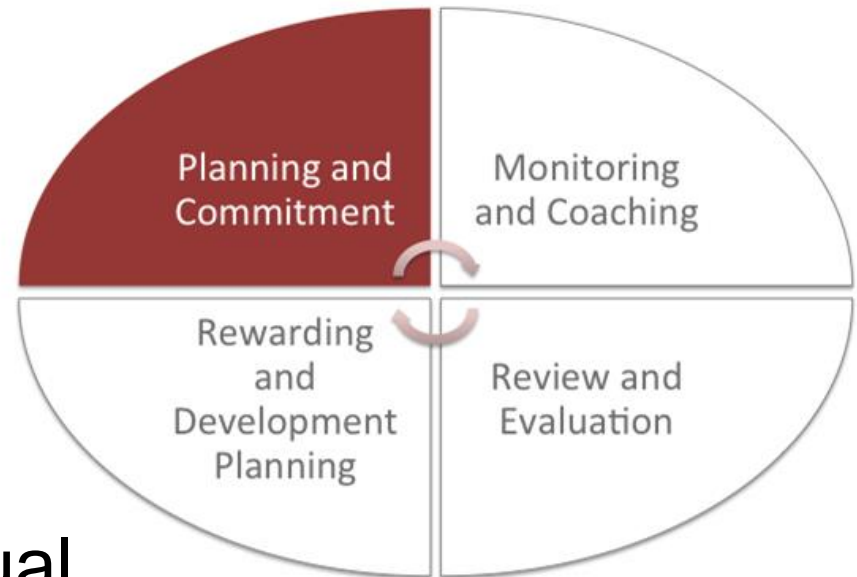 Planning and
Commitment
Monitoring
and Coaching
Rewarding
and
Development
Planning
Review and
Evaluation